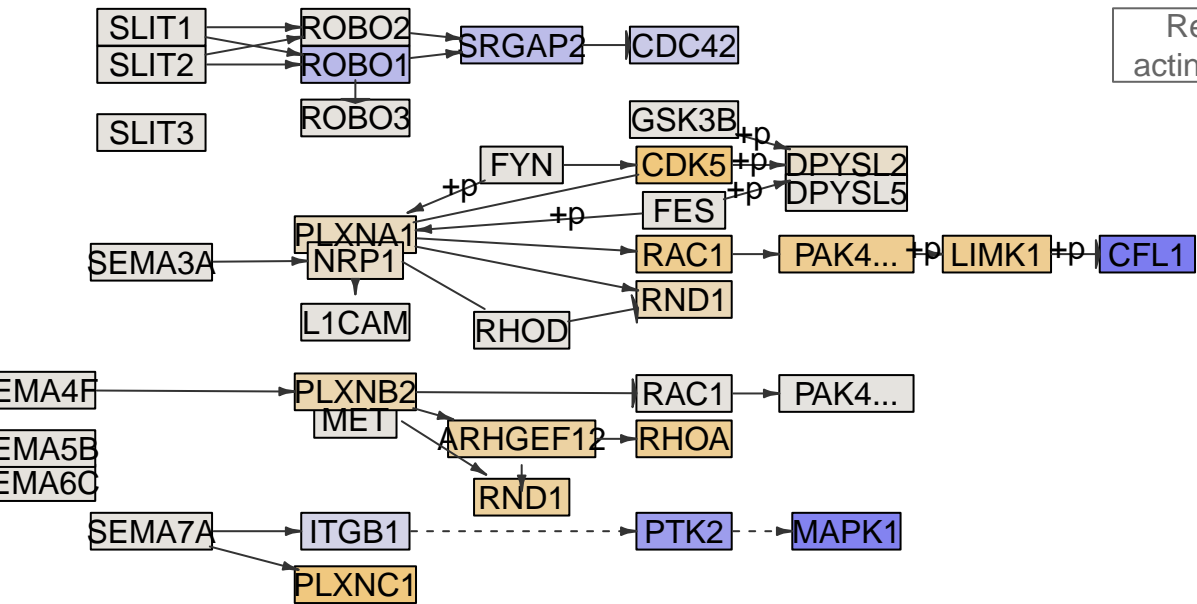 SLIT1
ROBO2
SRGAP2
CDC42
SLIT2
ROBO1
SLIT3
ROBO3
Re
actin
GSK3B
+p
FYN
CDK5
+p
DPYSL2
DPYSL5
+p
+p
FES
+p
PLXNA1
SEMA3A
NRP1
RAC1
PAK4...
+p
LIMK1
+p
CFL1
RND1
L1CAM
RHOD
EMA4F
PLXNB2
RAC1
PAK4...
MET
ARHGEF12
RHOA
EMA5B
EMA6C
RND1
SEMA7A
ITGB1
PTK2
MAPK1
PLXNC1